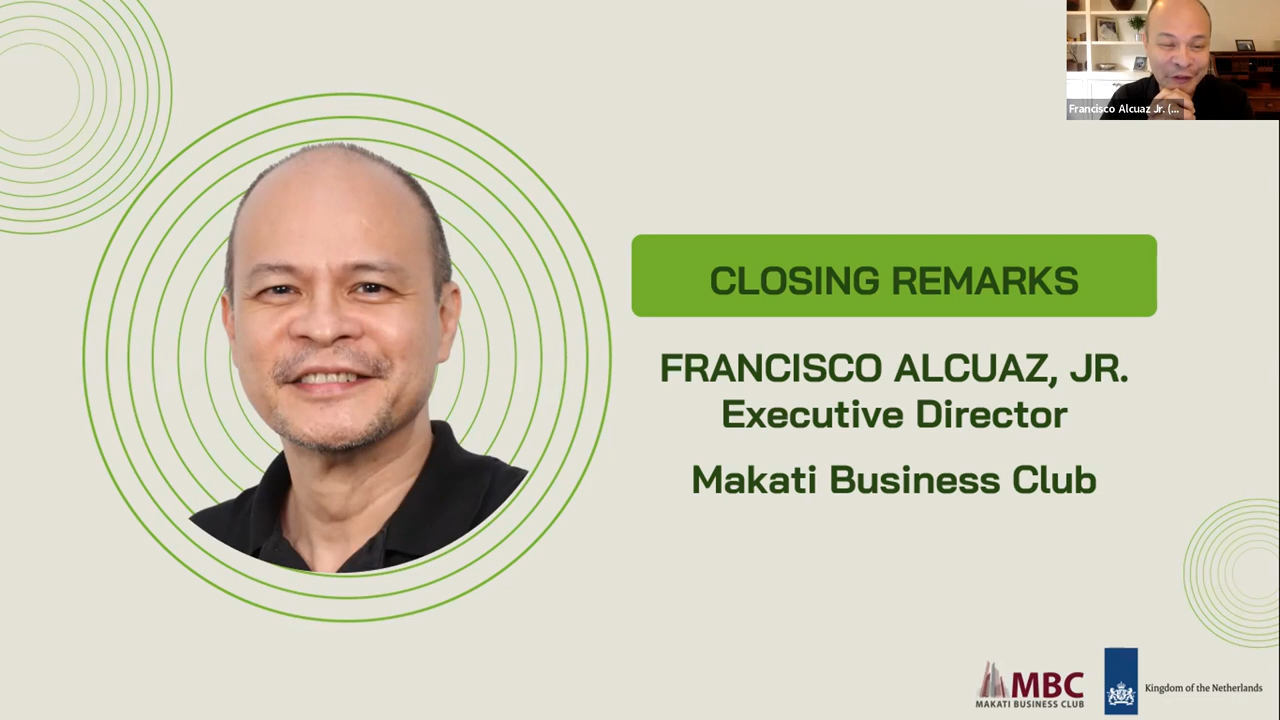 Francisco Alcuaz Jr. (...
CLOSING REMARKS
FRANCISCO ALCUAZ, JR.
Executive Director
Makati Business Club
MBC
MAKATI BUSINESS CLUB
Kingdom of the Netherlands